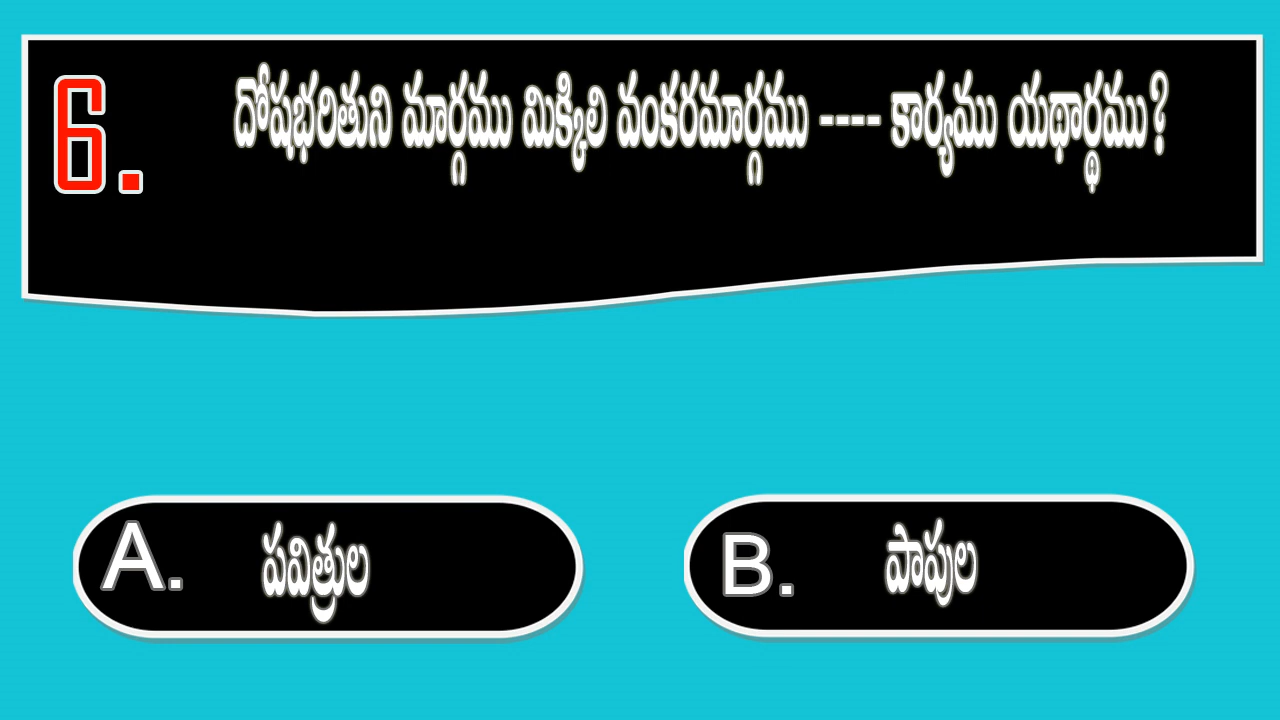 6. దోషభరితుని మార్గము మిక్కిలి వంకరమార్గము ---- కార్యము యథార్థము?
A. పవిత్రుల
B. పాపుల